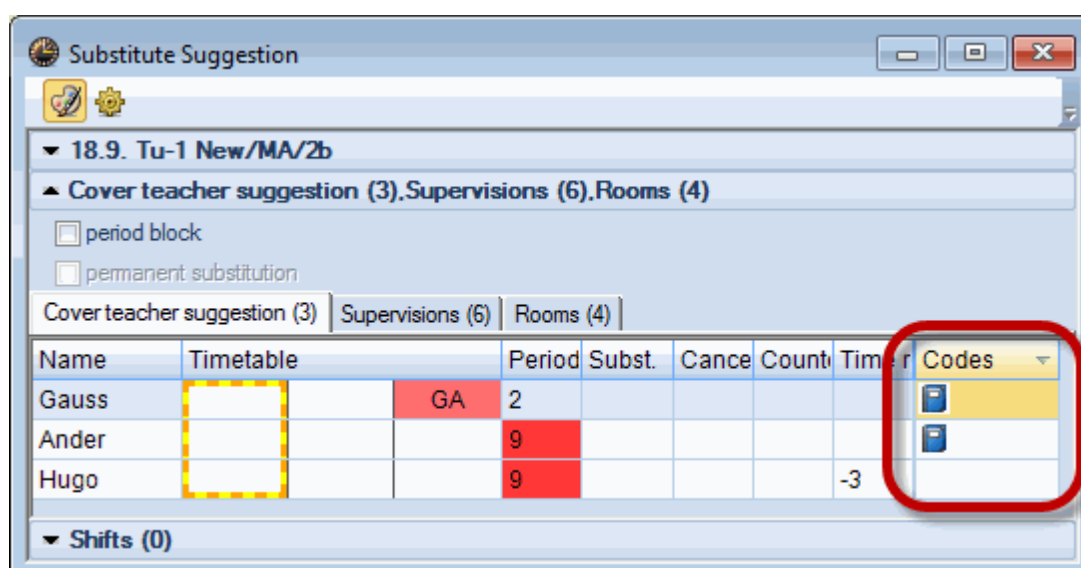 Substitute Suggestion
18.9. Tu-1 New/MA/2b
Cover teacher suggestion (3),Supervisions (6),Rooms (4)
period block
permanent substitution
Cover teacher suggestion (3) Supervisions (6) Rooms (4)
Name Timetable Period Subst. Cance Counte Time r Codes
Gauss GA 2
Ander 9
Hugo 9 -3
Shifts (0)